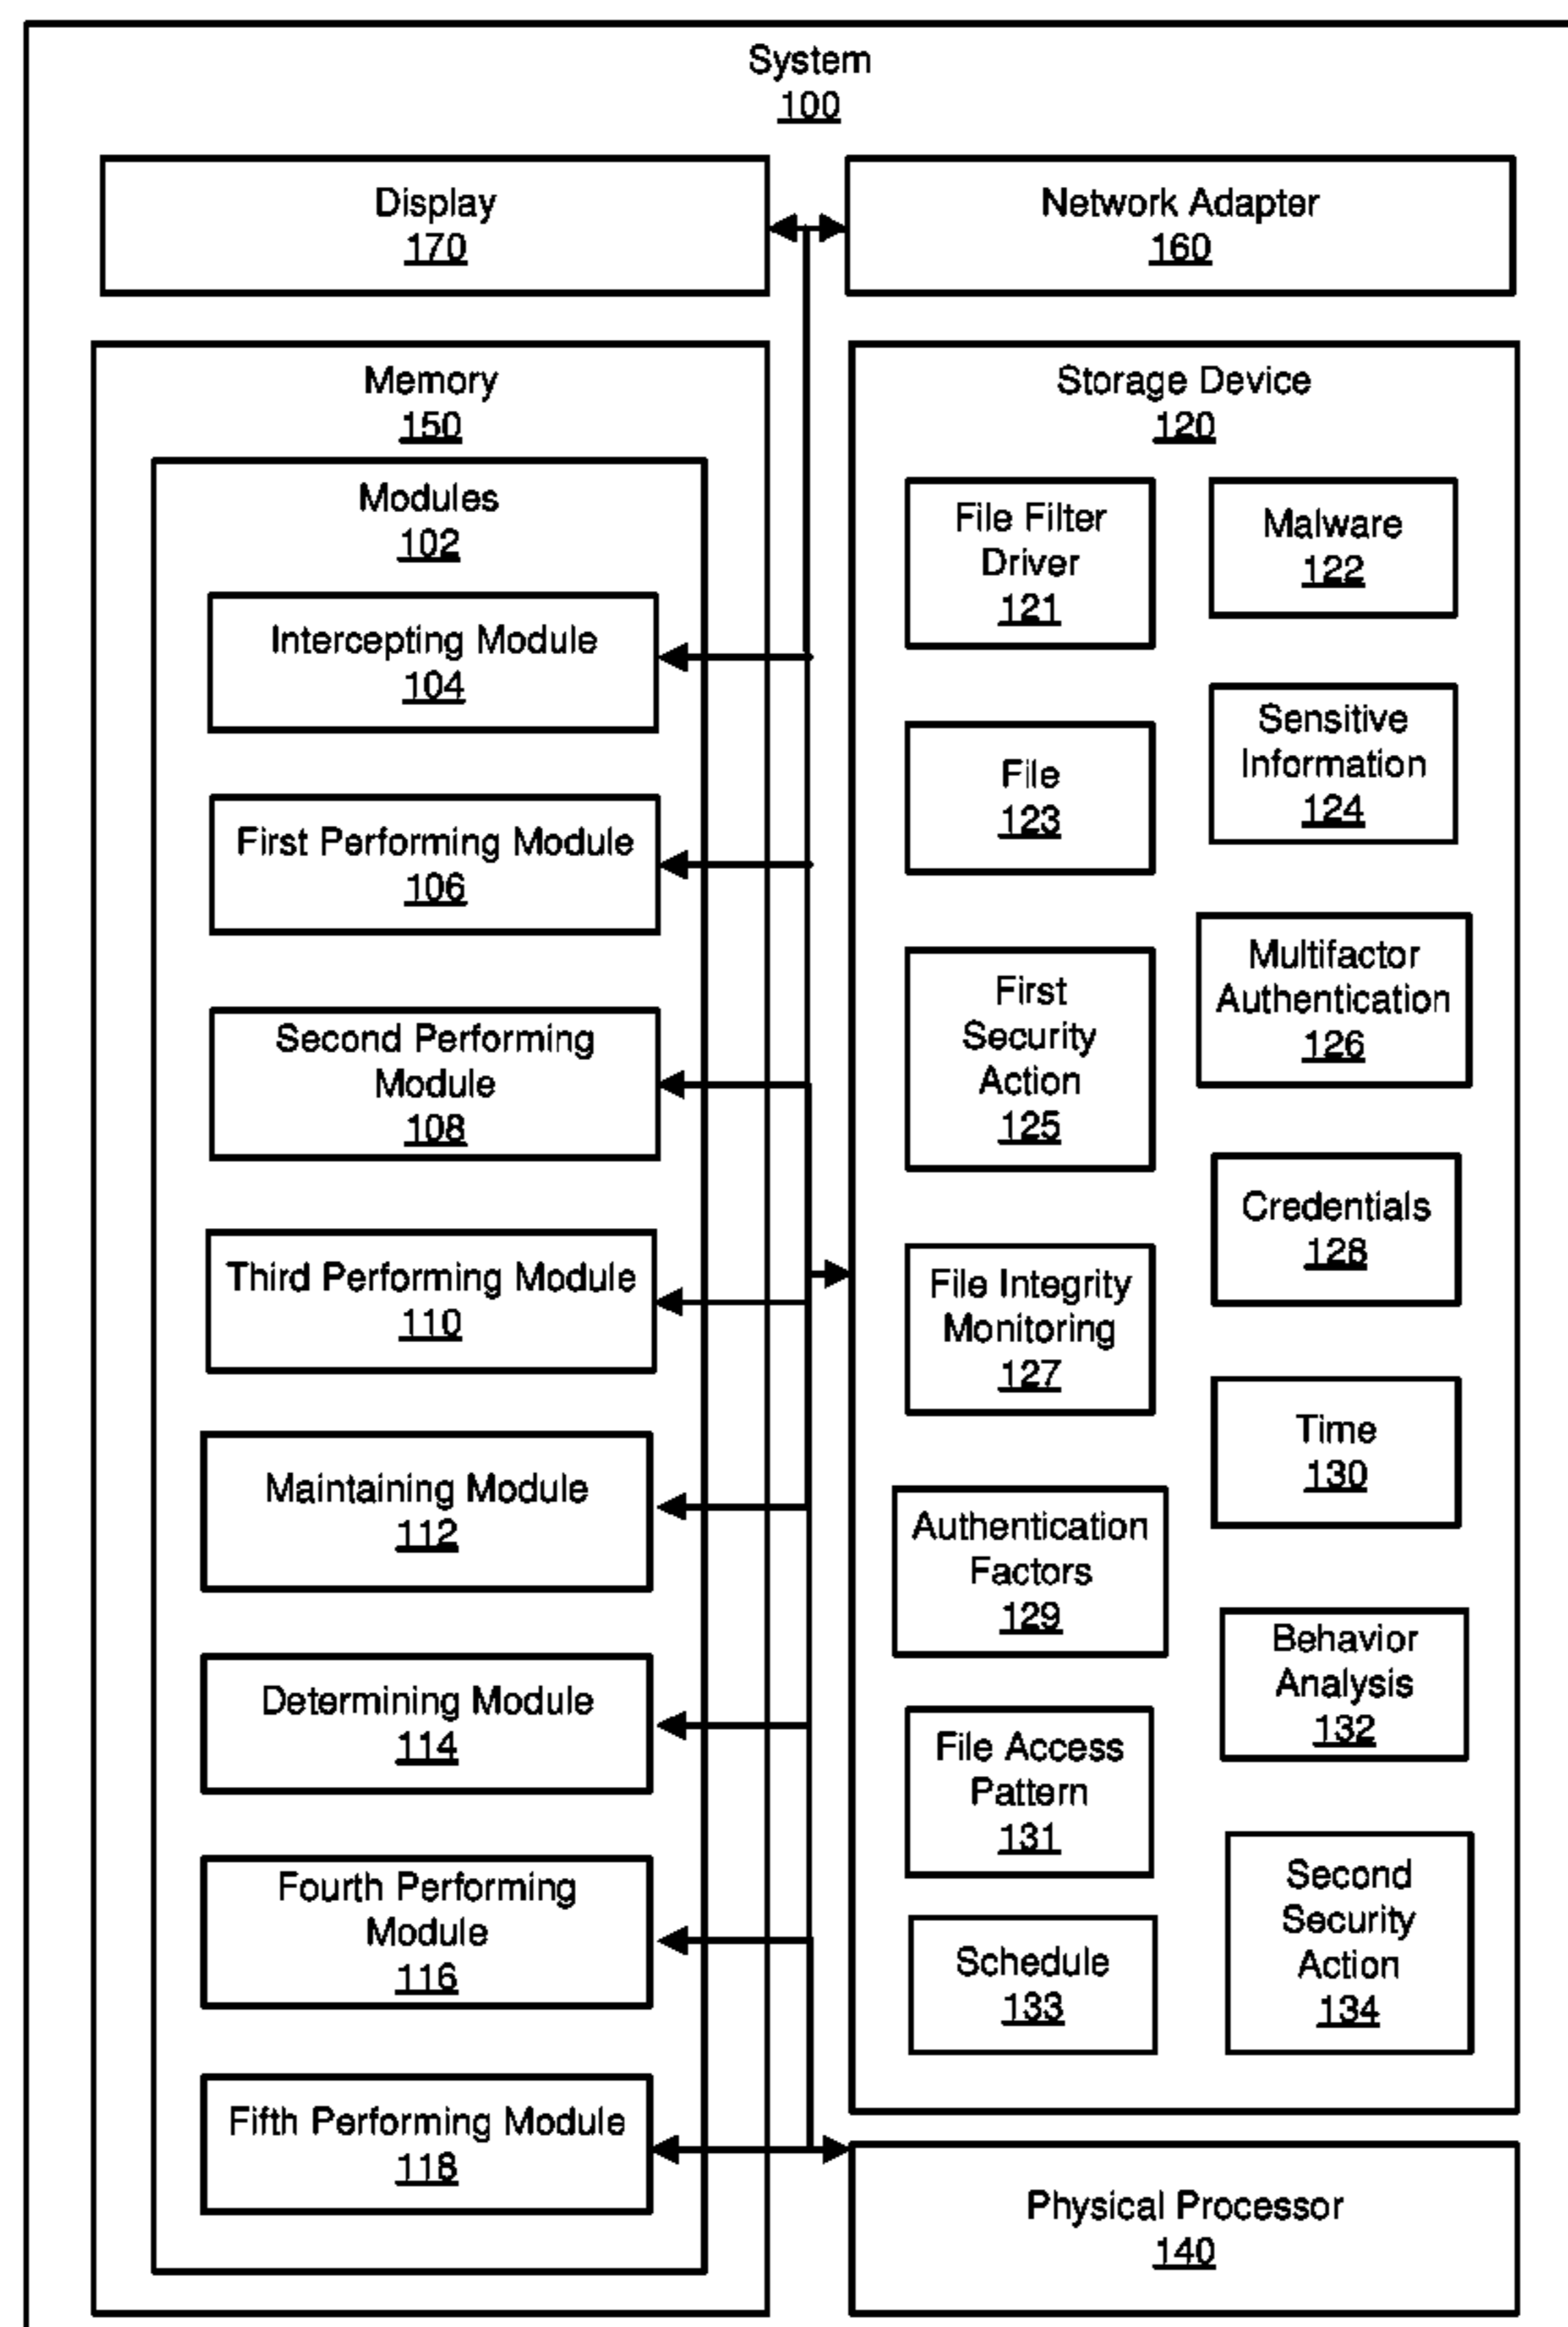 System
100
Display
170
Network Adapter
160
Memory
150
Modules
102
Intercepting Module
104
First Performing Module
106
Second Performing
Module
108
Third Performing Module
110
Maintaining Module
112
Determining Module
114
Fourth Performing
Module
116
Fifth Performing Module
118
Storage Device
120
File Filter
Driver
121
Malware
122
File
123
Sensitive
Information
124
First
Security
Action
125
Multifactor
Authentication
126
File Integrity
Monitoring
127
Credentials
128
Authentication
Factors
129
Time
130
File Access
Pattern
131
Behavior
Analysis
132
Schedule
133
Second
Security
Action
134
Physical Processor
140